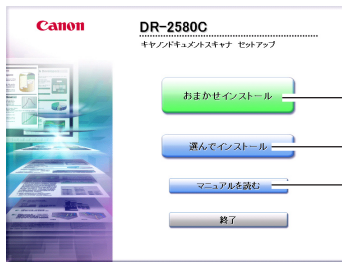 Canon
DR-2580C
キヤノンドキュメントスキャナ セットアップ
おまかせインストール
選んでインストール
マニュアルを読む
終了